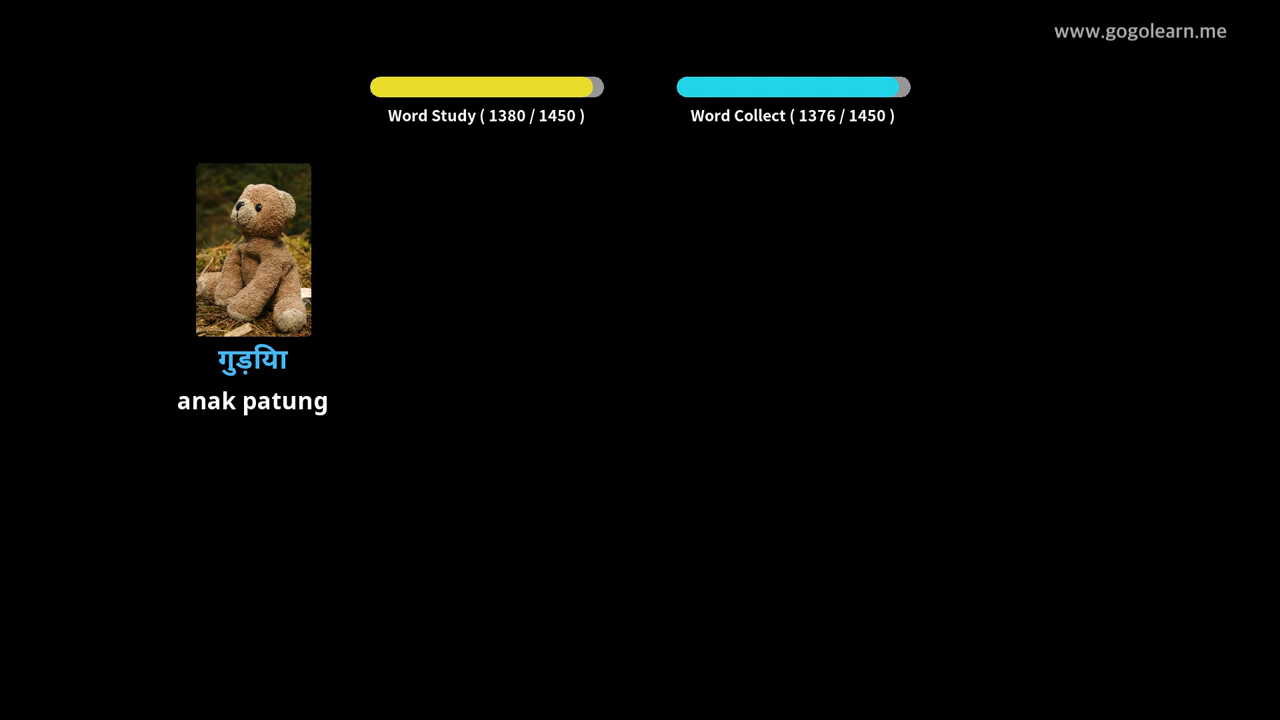 www.gogolearn.me
Word Study ( 1380 / 1450 )
Word Collect ( 1376 / 1450 )
गुड़िया
anak patung